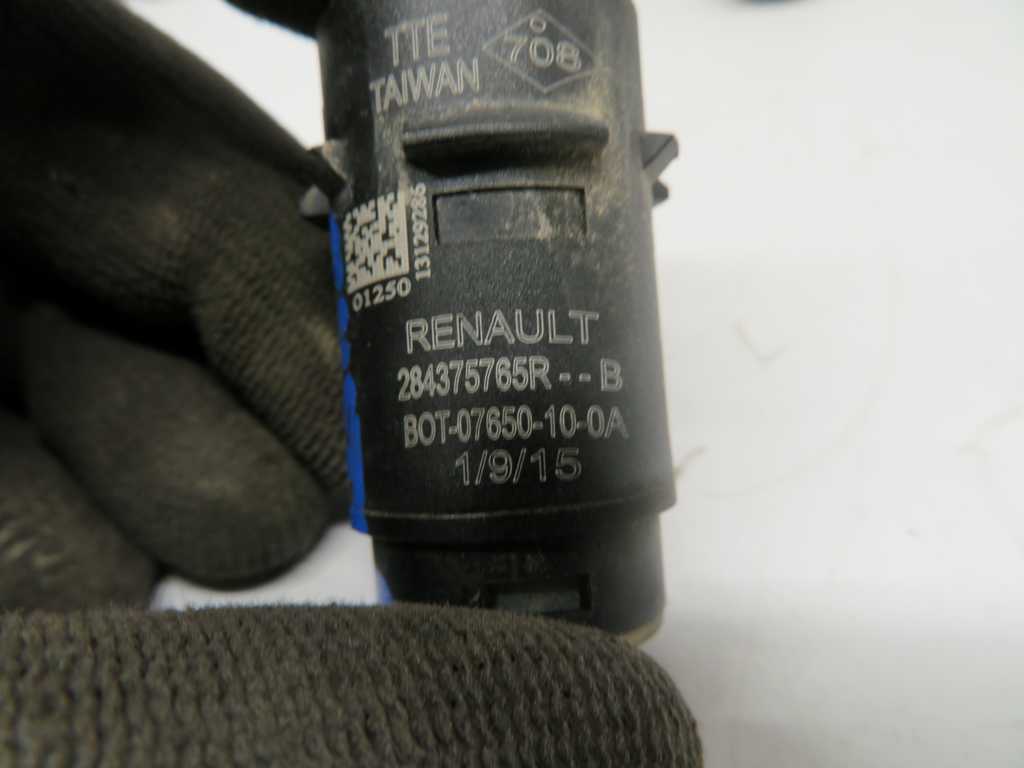 TTE
TAIWAN
708
13129286
01250
RENAULT
284375765R--B
BOT-07650-10-0A
1/9/15